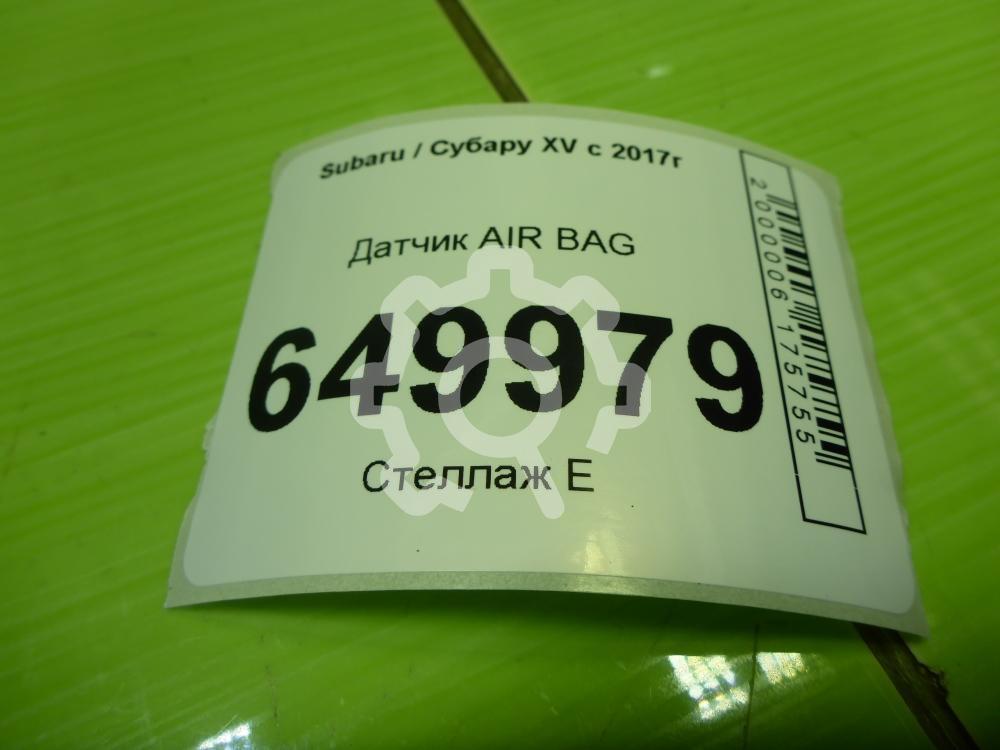 Subaru / Субару XV с 2017г
Датчик AIR BAG
649979
Стеллаж Е
2000006175755